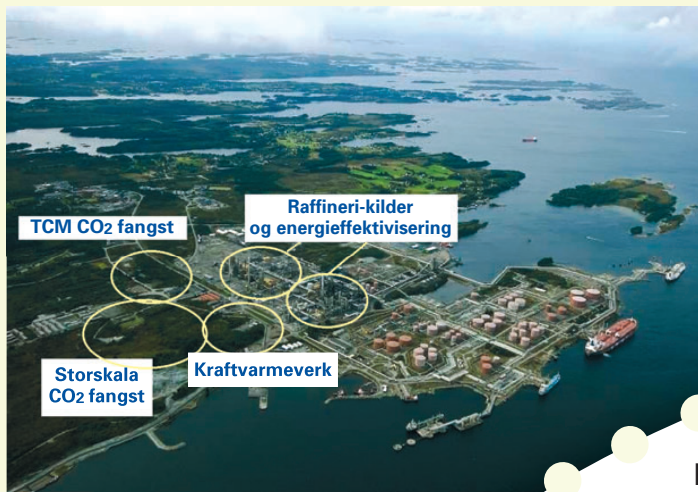 Raffineri-kilder
og energieffektivisering
TCM CO2 fangst
Storskala
CO2 fangst
Kraftvarmeverk